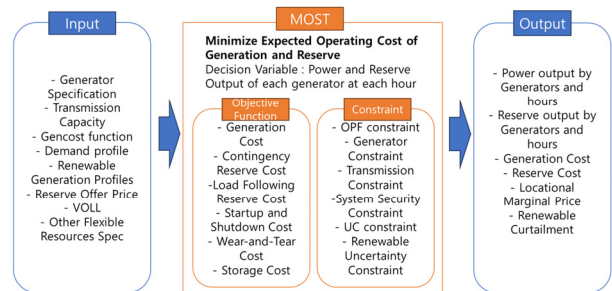 Input
- Generator
Specification
- Transmission
Capacity
- Gencost function
- Demand profile
- Renewable
Generation Profiles
- Reserve Offer Price
- VOLL
- Other Flexible
Resources Spec
MOST
Minimize Expected Operating Cost of
Generation and Reserve
Decision Variable : Power and Reserve
Output of each generator at each hour
Objective
Function
- Generation
Cost
- Contingency
Reserve Cost
-Load Following
Reserve Cost
- Startup and
Shutdown Cost
- Wear-and-Tear
Cost
- Storage Cost
Constraint
- OPF constraint
- Generator
Constraint
- Transmission
Constraint
-System Security
Constraint
- UC constraint
- Renewable
Uncertainty
Constraint
Output
- Power output by
Generators and
hours
- Reserve output by
Generators and
hours
- Generation Cost
- Reserve Cost
- Locational
Marginal Price
- Renewable
Curtailment